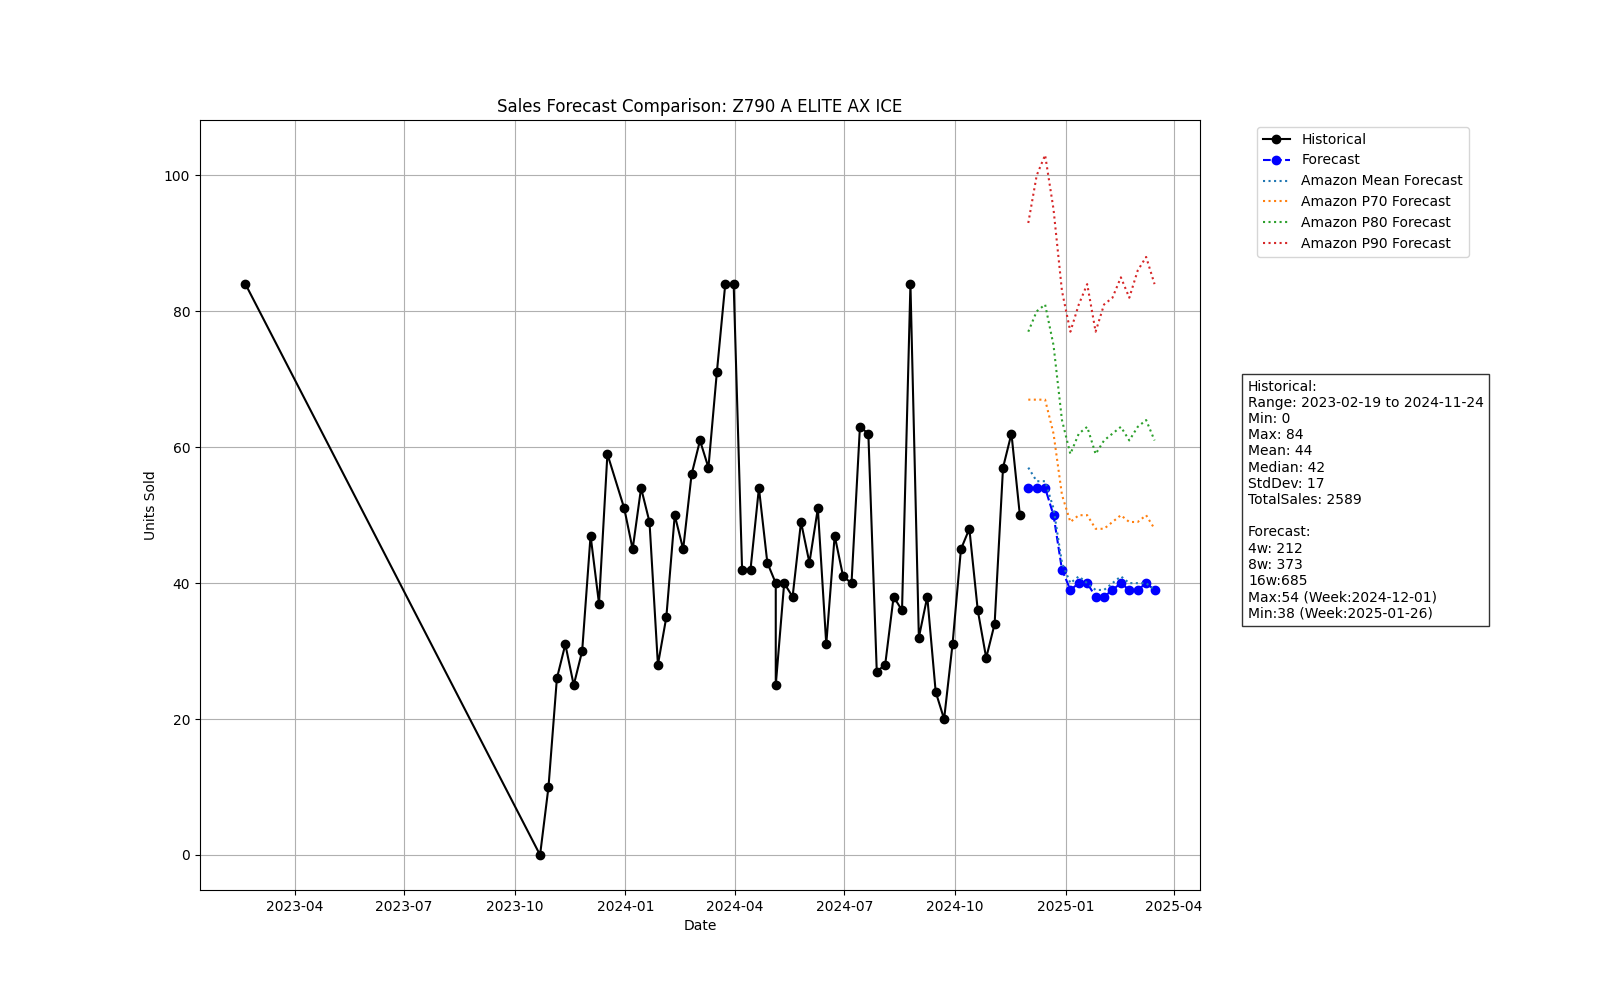 Sales Forecast Comparison: Z790 A ELITE AX ICE
Units Sold
100
80
60
40
20
0
2023-04
2023-07
2023-10
2024-01
2024-04
2024-07
2024-10
2025-01
2025-04
Date
Historical
Forecast
Amazon Mean Forecast
Amazon P70 Forecast
Amazon P80 Forecast
Amazon P90 Forecast
Historical:
Range: 2023-02-19 to 2024-11-24
Min: 0
Max: 84
Mean: 44
Median: 42
StdDev: 17
TotalSales: 2589
Forecast:
4w: 212
8w: 373
16w:685
Max:54 (Week:2024-12-01)
Min:38 (Week:2025-01-26)